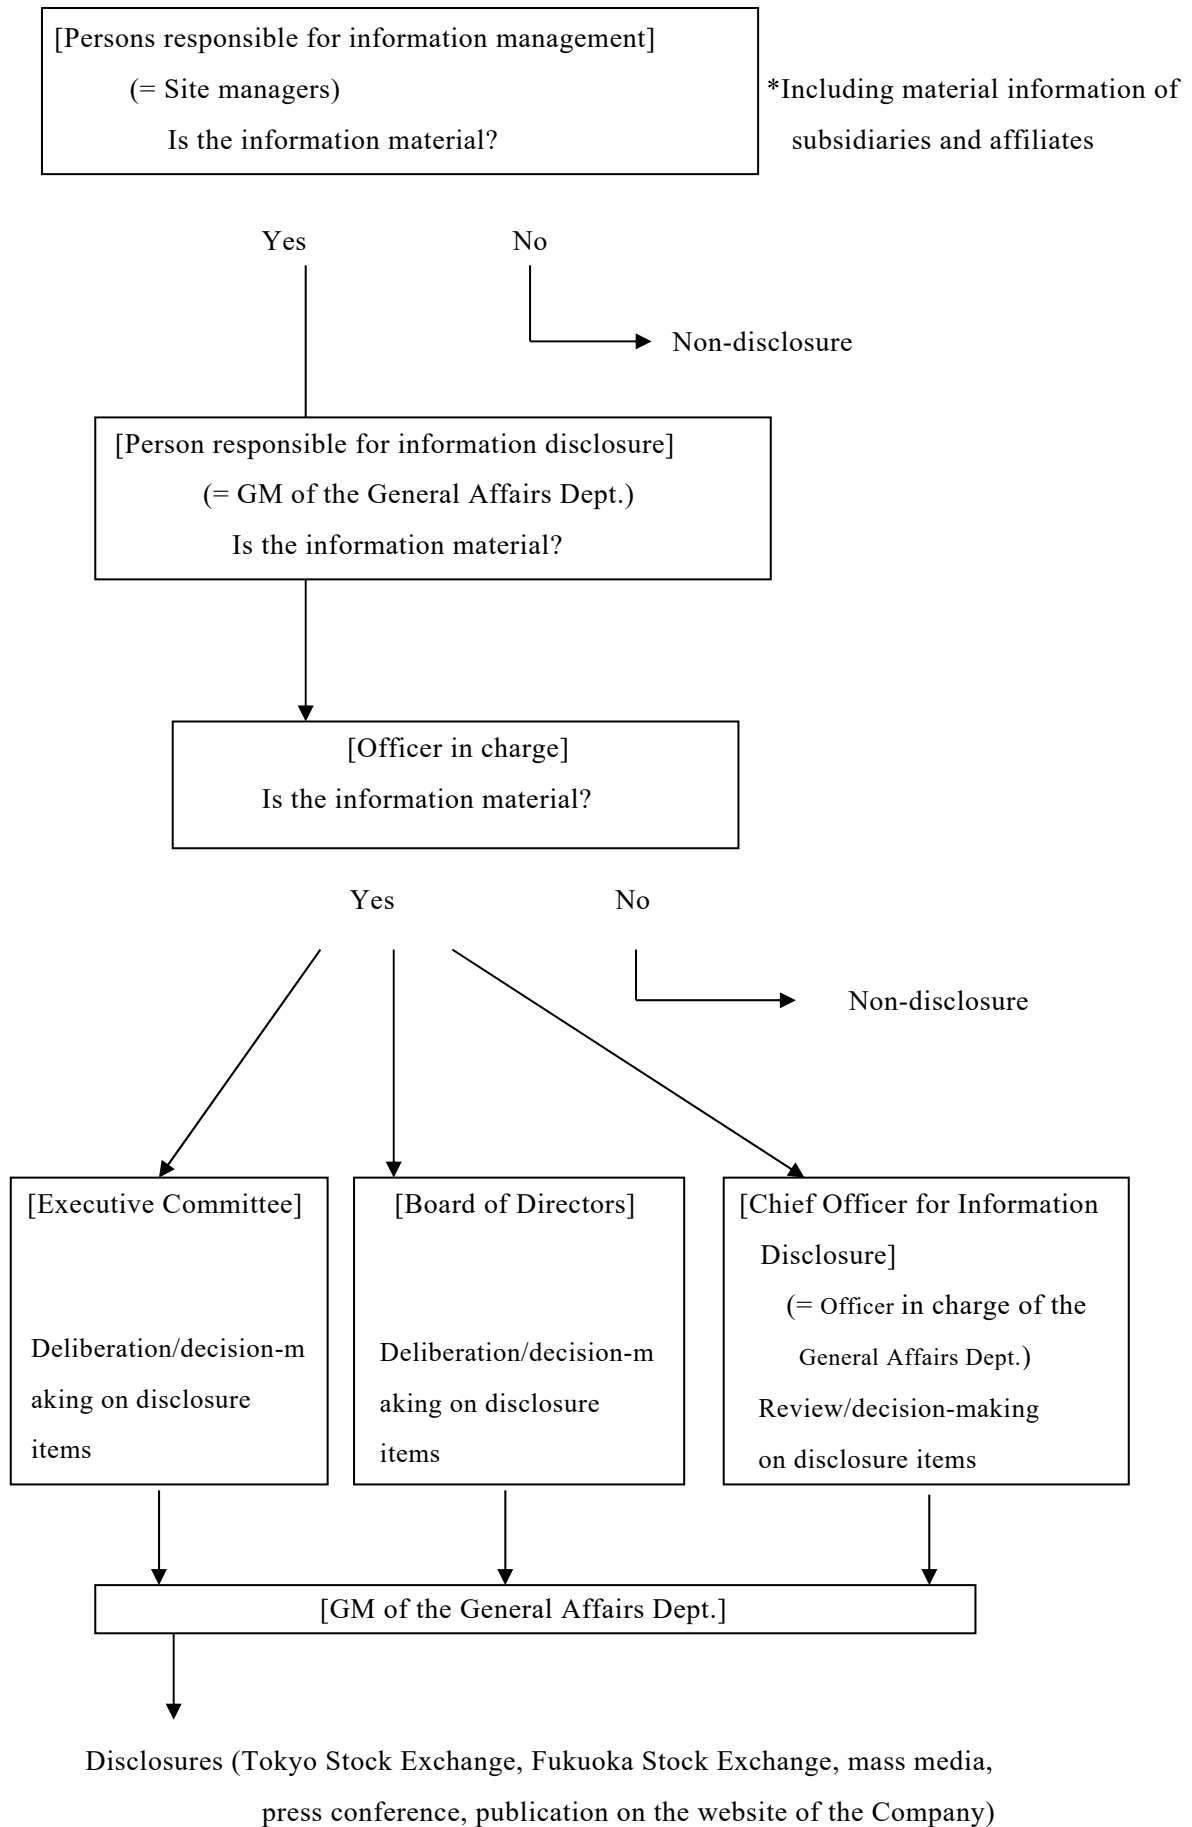 [Persons responsible for information management]
(= Site managers)
Is the information material?
*Including material information of
subsidiaries and affiliates
Yes
No
Non-disclosure
[Person responsible for information disclosure]
(= GM of the General Affairs Dept.)
Is the information material?
[Officer in charge]
Is the information material?
Yes
No
Non-disclosure
[Executive Committee]
Deliberation/decision-m
aking on disclosure
items
[Board of Directors]
Deliberation/decision-m
aking on disclosure
items
[Chief Officer for Information
Disclosure]
(= Officer in charge of the
General Affairs Dept.)
Review/decision-making
on disclosure items
[GM of the General Affairs Dept.]
Disclosures (Tokyo Stock Exchange, Fukuoka Stock Exchange, mass media,
press conference, publication on the website of the Company)